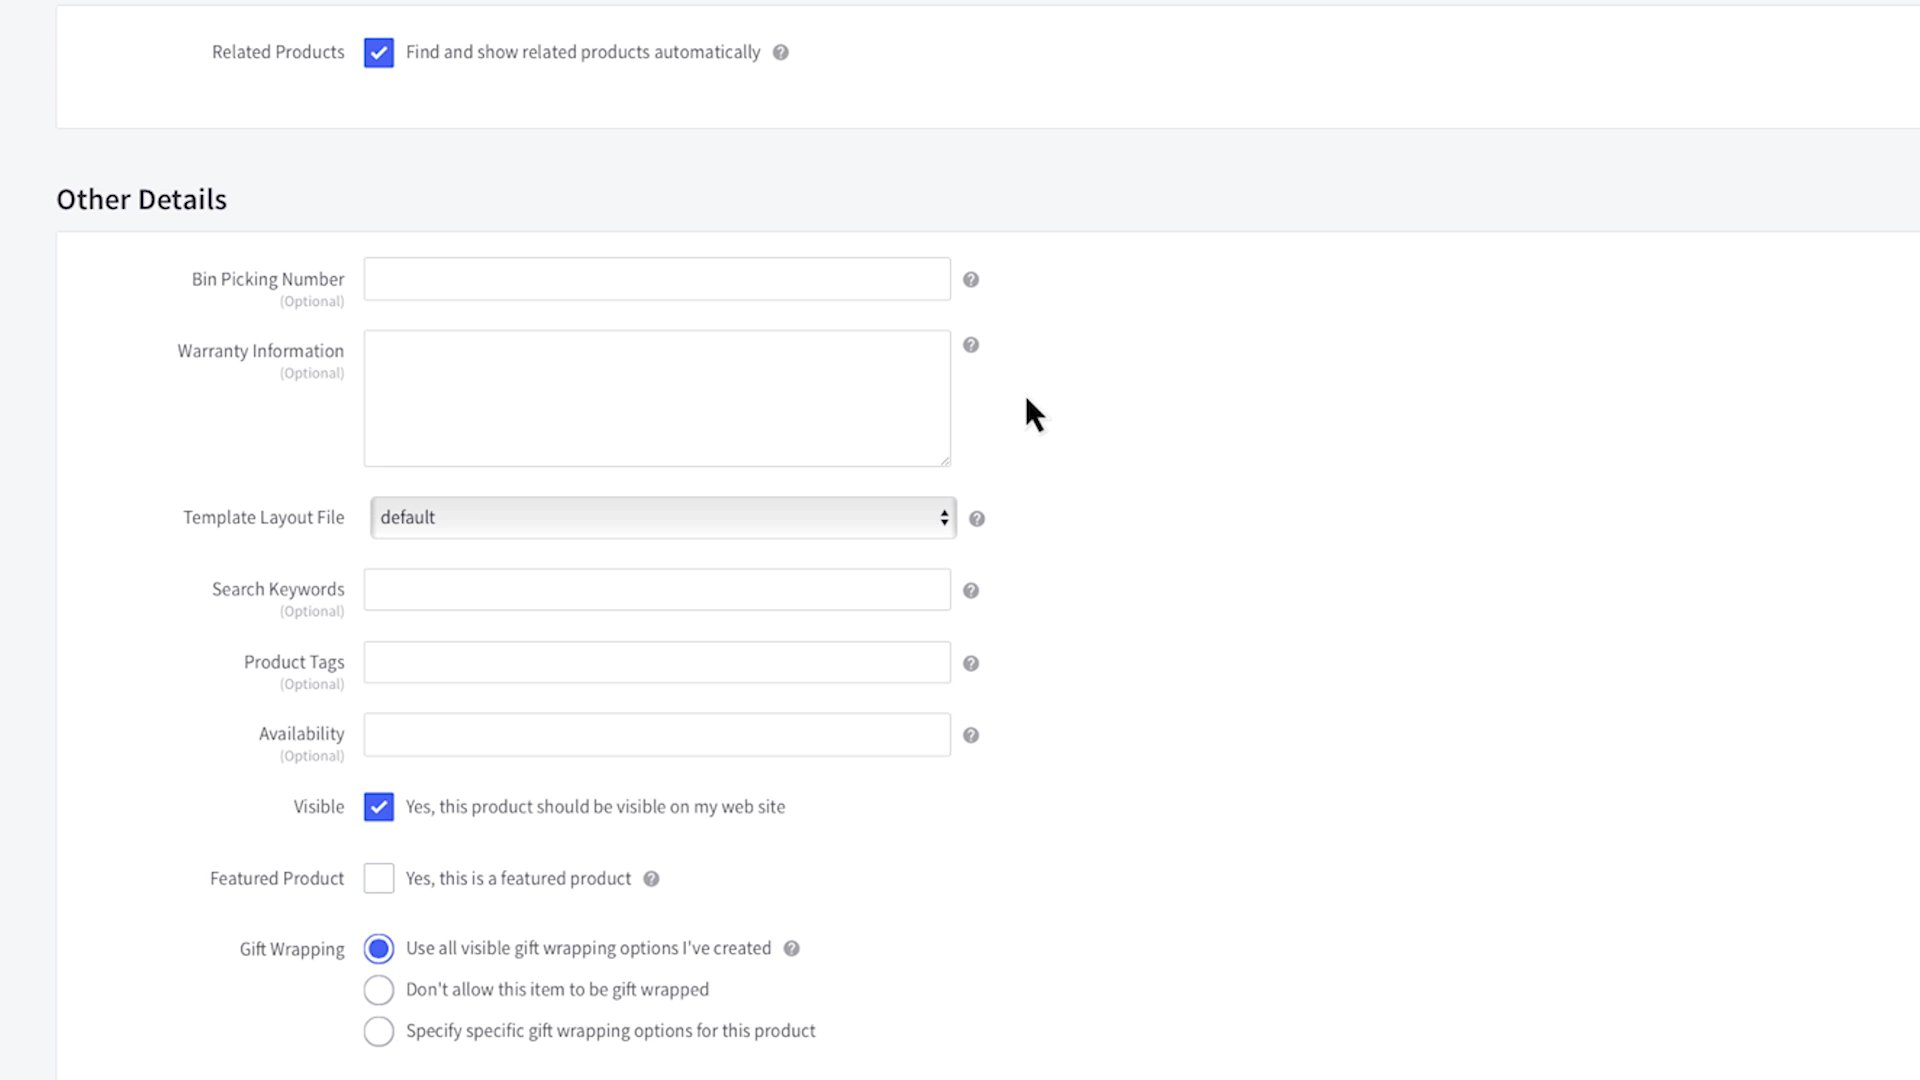 Related Products
Find and show related products automatically
Other Details
Bin Picking Number
(Optional)
Warranty Information
(Optional)
Template Layout File
default
Search Keywords
(Optional)
Product Tags
(Optional)
Availability
(Optional)
Visible
Yes, this product should be visible on my web site
Featured Product
Yes, this is a featured product
Gift Wrapping
Use all visible gift wrapping options I've created
Don't allow this item to be gift wrapped
Specify specific gift wrapping options for this product